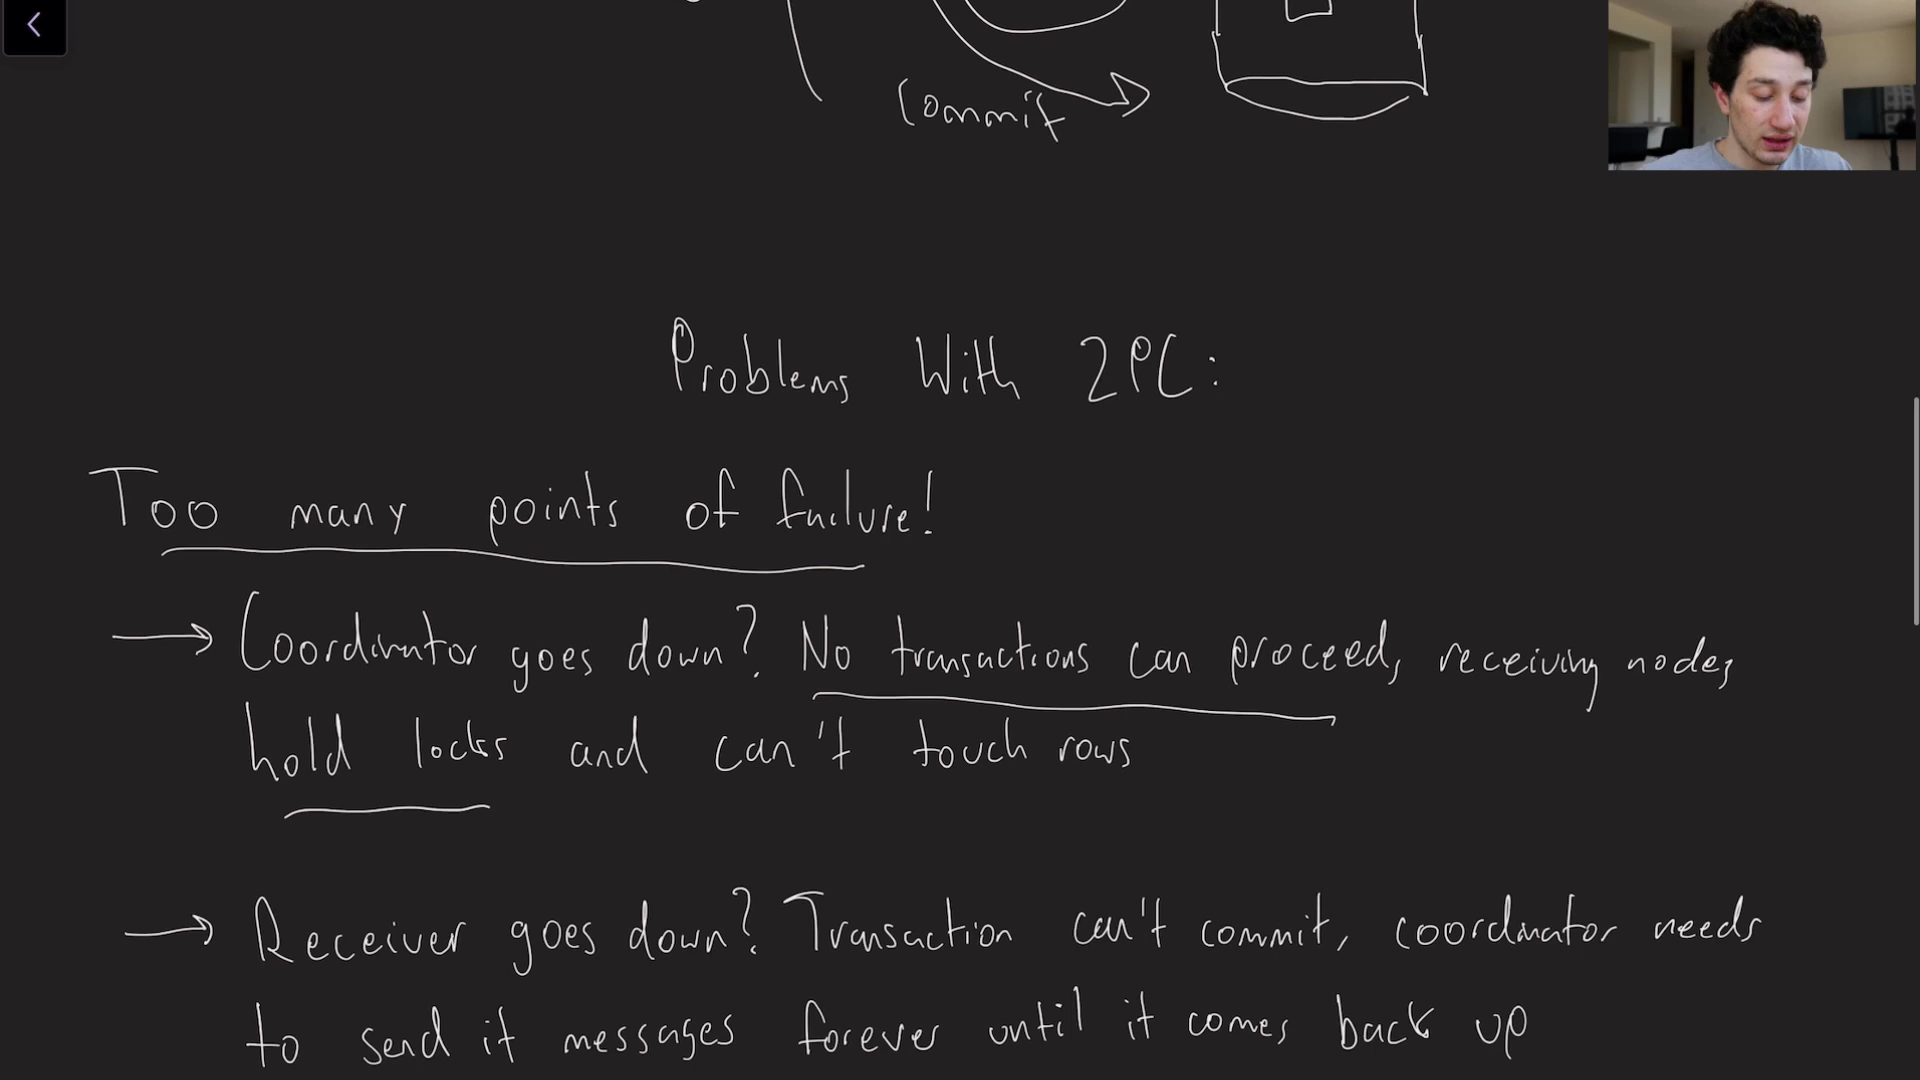 Commit
Problems With 2PC:
Too many points of failure!
Coordinator goes down? No transactions can proceed, receiving nodes
hold locks and can't touch rows
Receiver goes down? Transaction can't commit, coordinator needs
to send it messages forever until it comes back up